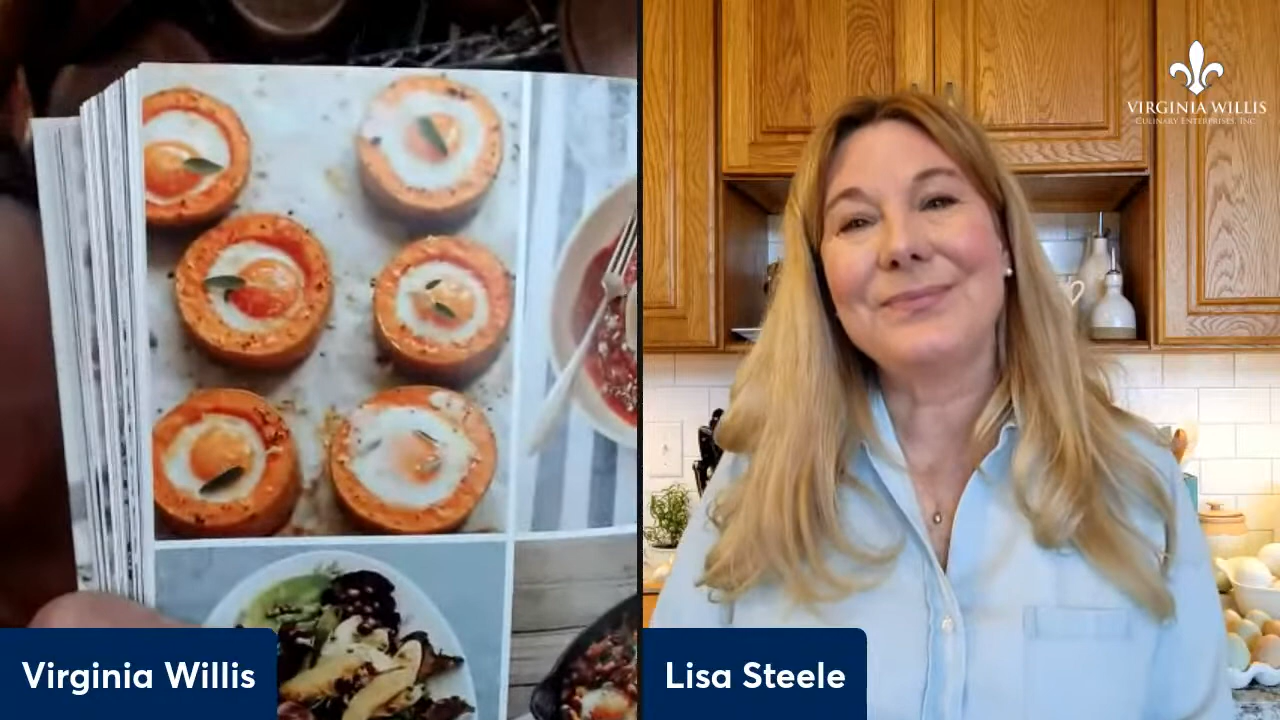 VIRGINIA WILLIS
CULINARY ENTERPRISES, INC
Virginia Willis
Lisa Steele